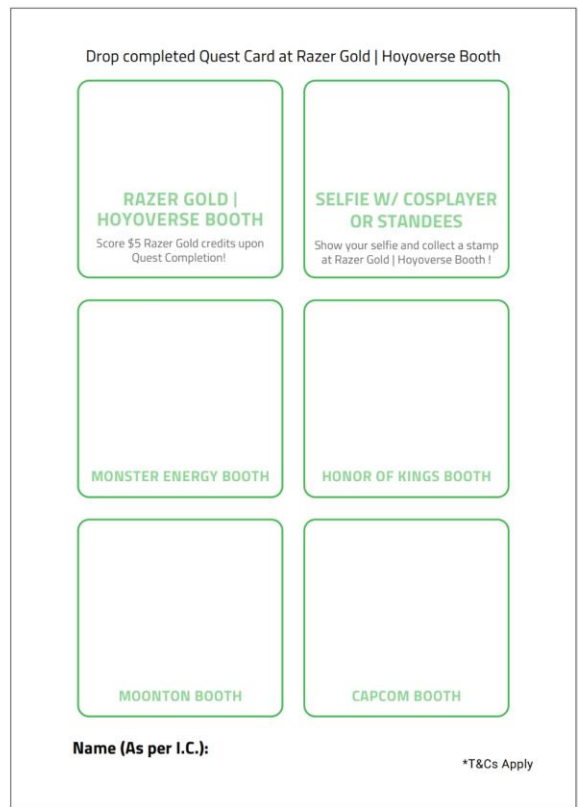 Drop completed Quest Card at Razer Gold | Hoyoverse Booth
RAZER GOLD |
HOYOVERSE BOOTH
Score $5 Razer Gold credits upon
Quest Completion!
SELFIE W/ COSPLAYER
OR STANDEES
Show your selfie and collect a stamp
at Razer Gold | Hoyoverse Booth !
MONSTER ENERGY BOOTH
HONOR OF KINGS BOOTH
MOONTON BOOTH
CAPCOM BOOTH
Name (As per I.C.):
*T&Cs Apply